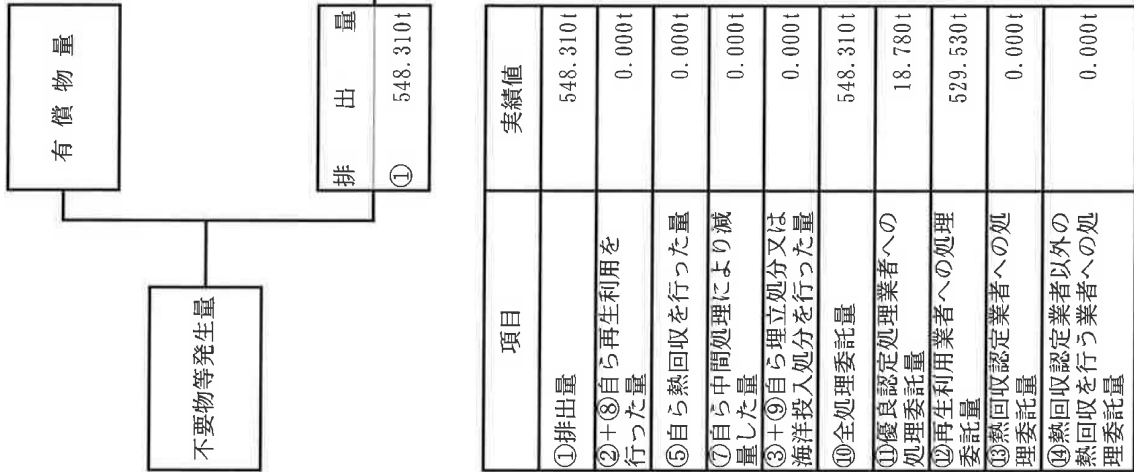 不要物等発生量
有償物量
排出量
① 548.310t
項目 実績値
①排出量 548.310t
②+⑧自ら再生利用を
行った量 0.000t
⑤自ら熱回収を行った量 0.000t
⑦自ら中間処理により減
量した量 0.000t
③+⑨自ら埋立処分又は
海洋投入処分を行った量 0.000t
⑩全処理委託量 548.310t
⑪優良認定処理業者への
処理委託量 18.780t
⑫再生利用業者への処理
委託量 529.530t
⑬熱回収認定業者への処
理委託量 0.000t
⑭熱回収認定業者以外の
熱回収を行う業者への処
理委託量 0.000t